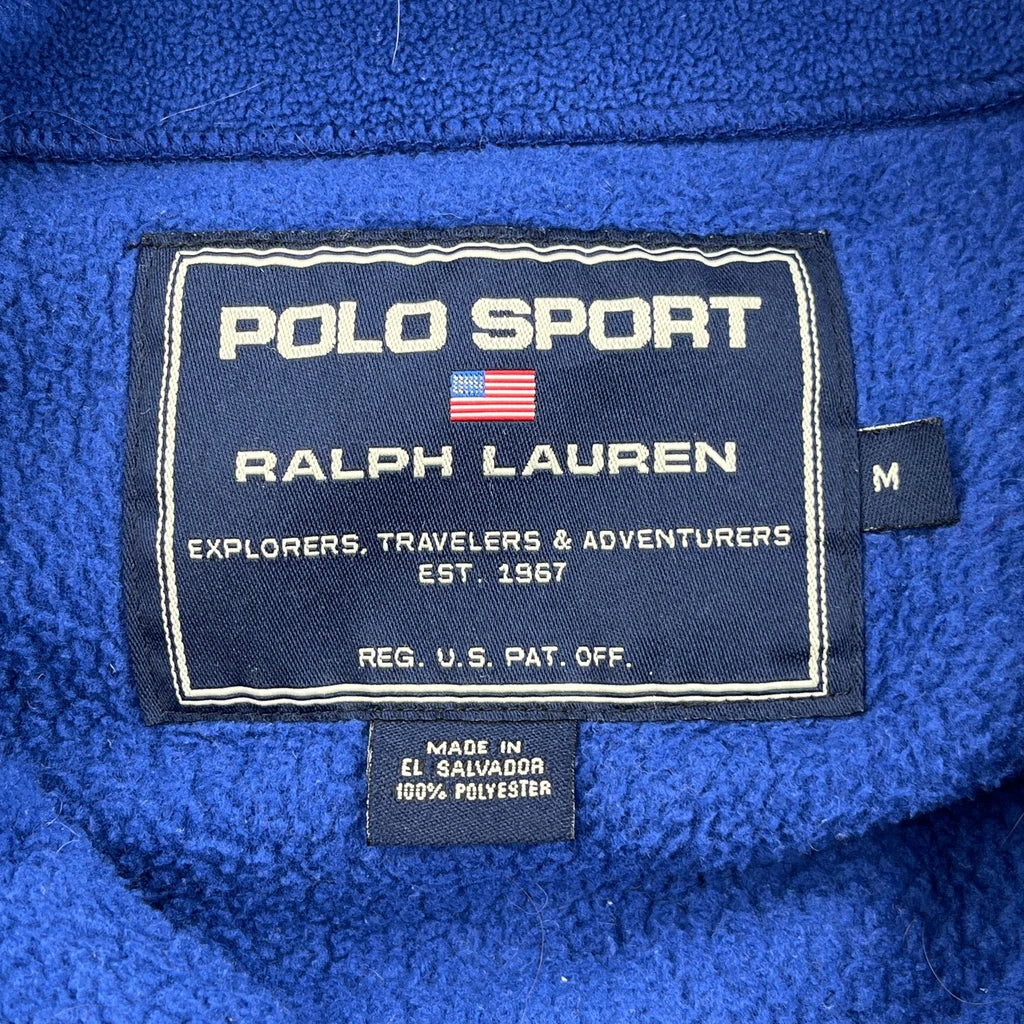 POLO SPORT
RALPH LAUREN
EXPLORERS, TRAVELERS & ADVENTURERS
EST. 1967
REG. U.S. PAT. OFF.
M
MADE IN
EL SALVADOR
100% POLYESTER